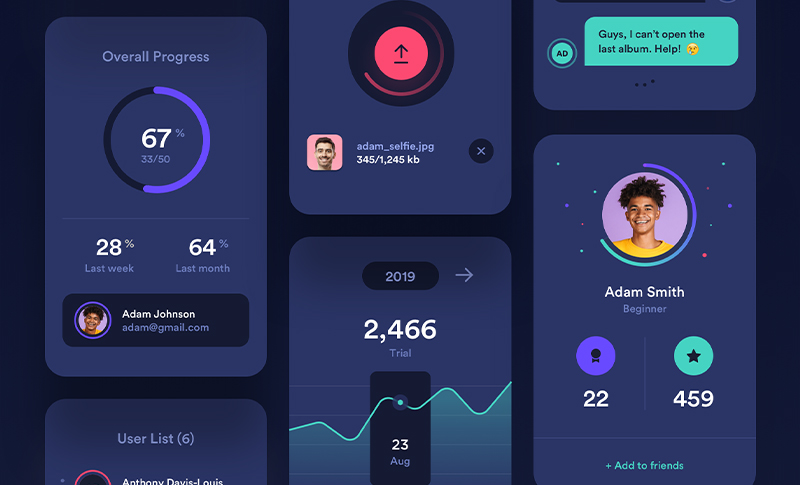 Overall Progress
67 %
33/50
28 %
Last week
64 %
Last month
Adam Johnson
adam@gmail.com
User List (6)
Anthony Davis-Louis
adam_selfie.jpg
345/1,245 kb
2019
2,466
Trial
23
Aug
AD
Guys, I can't open the
last album. Help! 😢
Adam Smith
Beginner
22
459
+ Add to friends